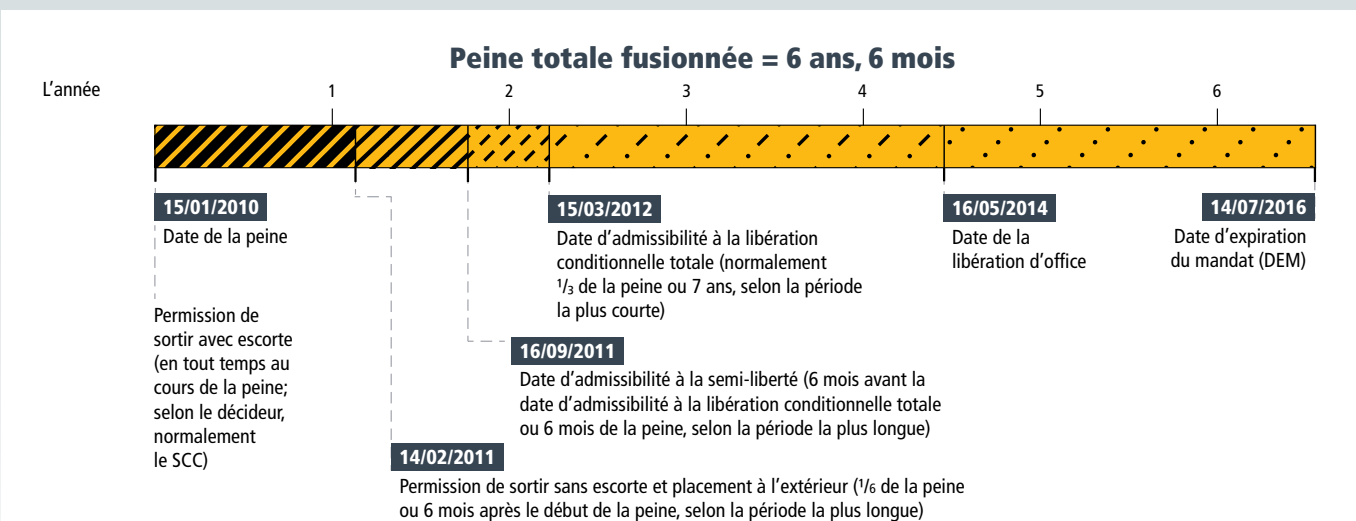 Peine totale fusionnée = 6 ans, 6 mois
L’année
1 2 3 4 5 6
15/01/2010
Date de la peine
Permission de
sortir avec escorte
(en tout temps au
cours de la peine;
selon le décideur,
normalement
le SCC)
15/03/2012
Date d’admissibilité à la libération
conditionnelle totale (normalement
1/3 de la peine ou 7 ans, selon la période
la plus courte)
16/05/2014
Date de la
libération d’office
14/07/2016
Date d’expiration
du mandat (DEM)
16/09/2011
Date d’admissibilité à la semi-liberté (6 mois avant la
date d’admissibilité à la libération conditionnelle totale
ou 6 mois de la peine, selon la période la plus longue)
14/02/2011
Permission de sortir sans escorte et placement à l’extérieur (1/6 de la peine
ou 6 mois après le début de la peine, selon la période la plus longue)